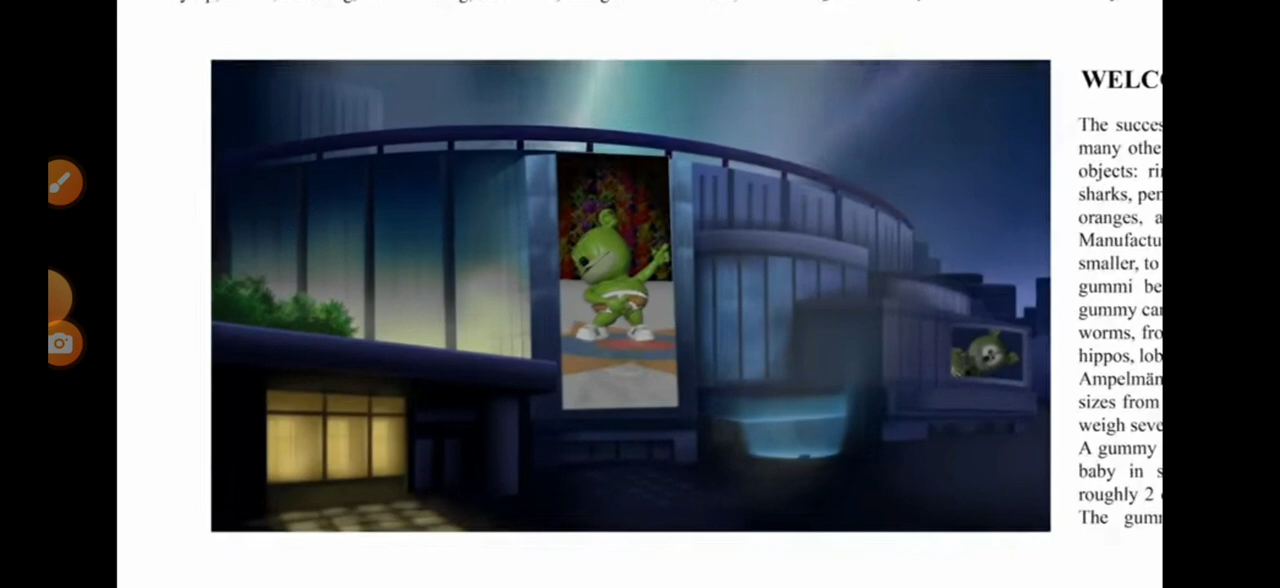 WELC
The succes
many othe
objects: ri
sharks, per
oranges, a
Manufactu
smaller, to
gummi be
gummy ca
worms, fro
hippos, lob
Ampelmän
sizes from
weigh seve
A gummy
baby in s
roughly 2
The gum